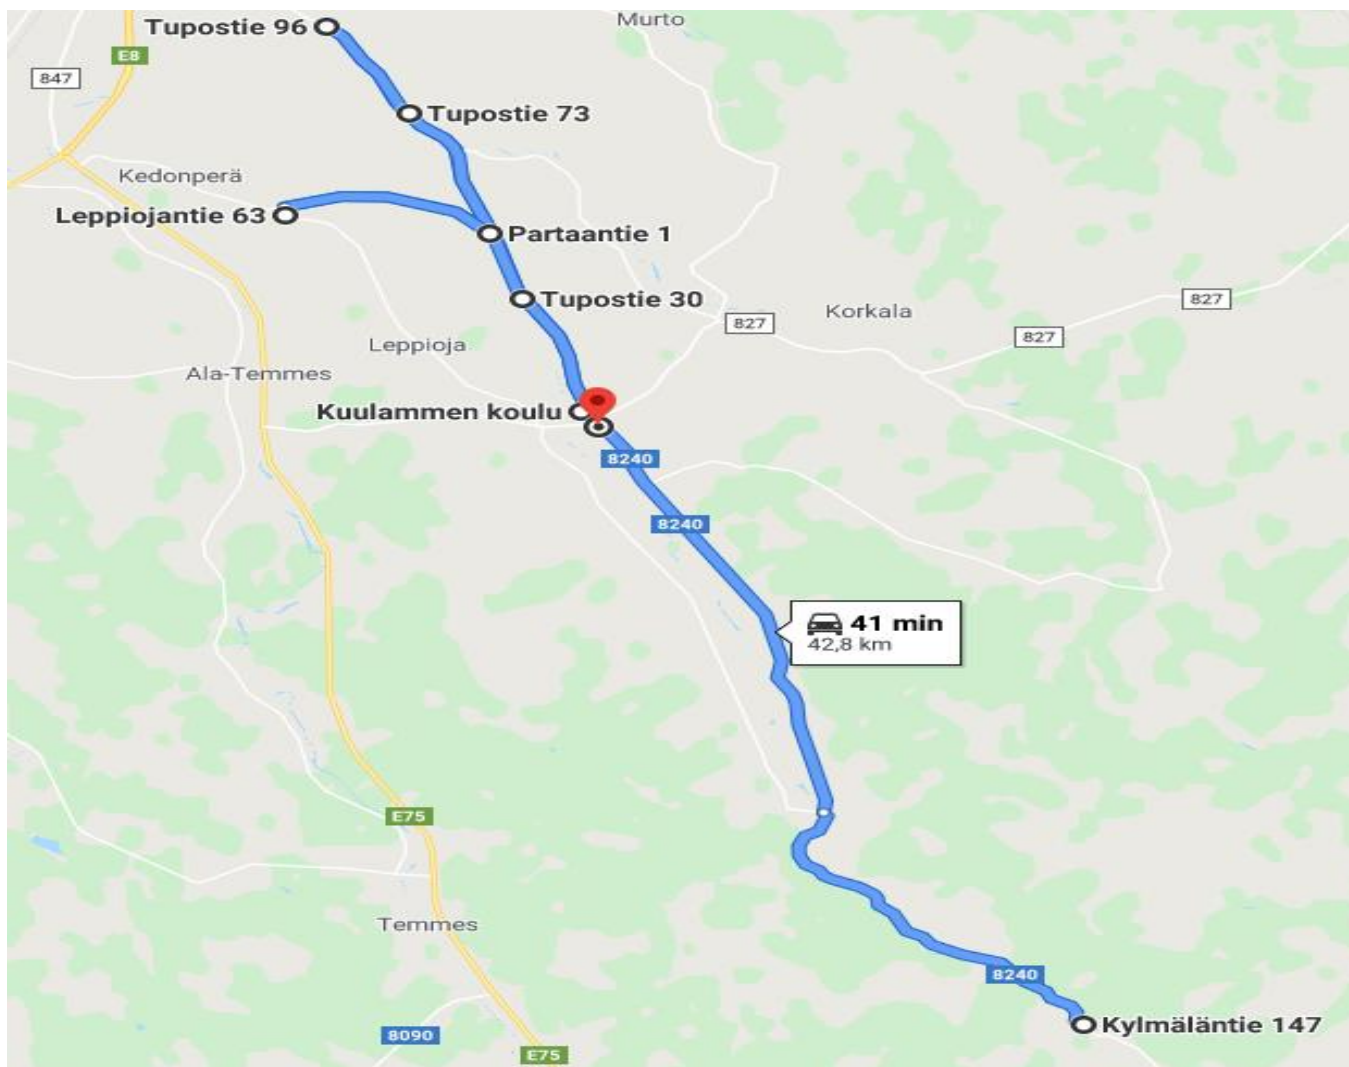 Murto
Tupostie 96
E8
847
Tupostie 73
Kedonperä
Leppiojantie 63
Partaantie 1
Tupostie 30
827
827
Korkala
827
Leppioja
Ala-Temmes
Kuulammen koulu
8240
8240
41 min
42,8 km
E75
Temmes
8240
Kylmäläntie 147
8090
E75